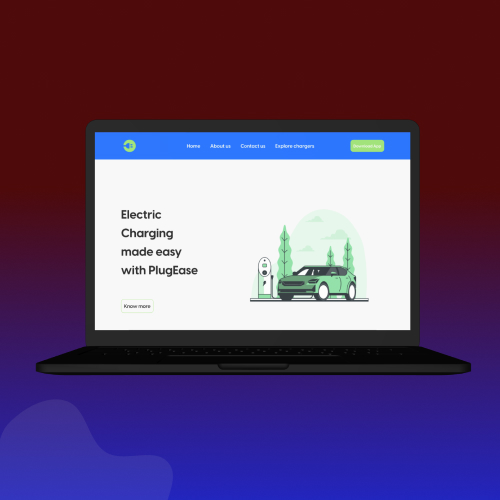 Home About us Contact us Explore chargers Download App
Electric
Charging
made easy
with PlugEase
Know more